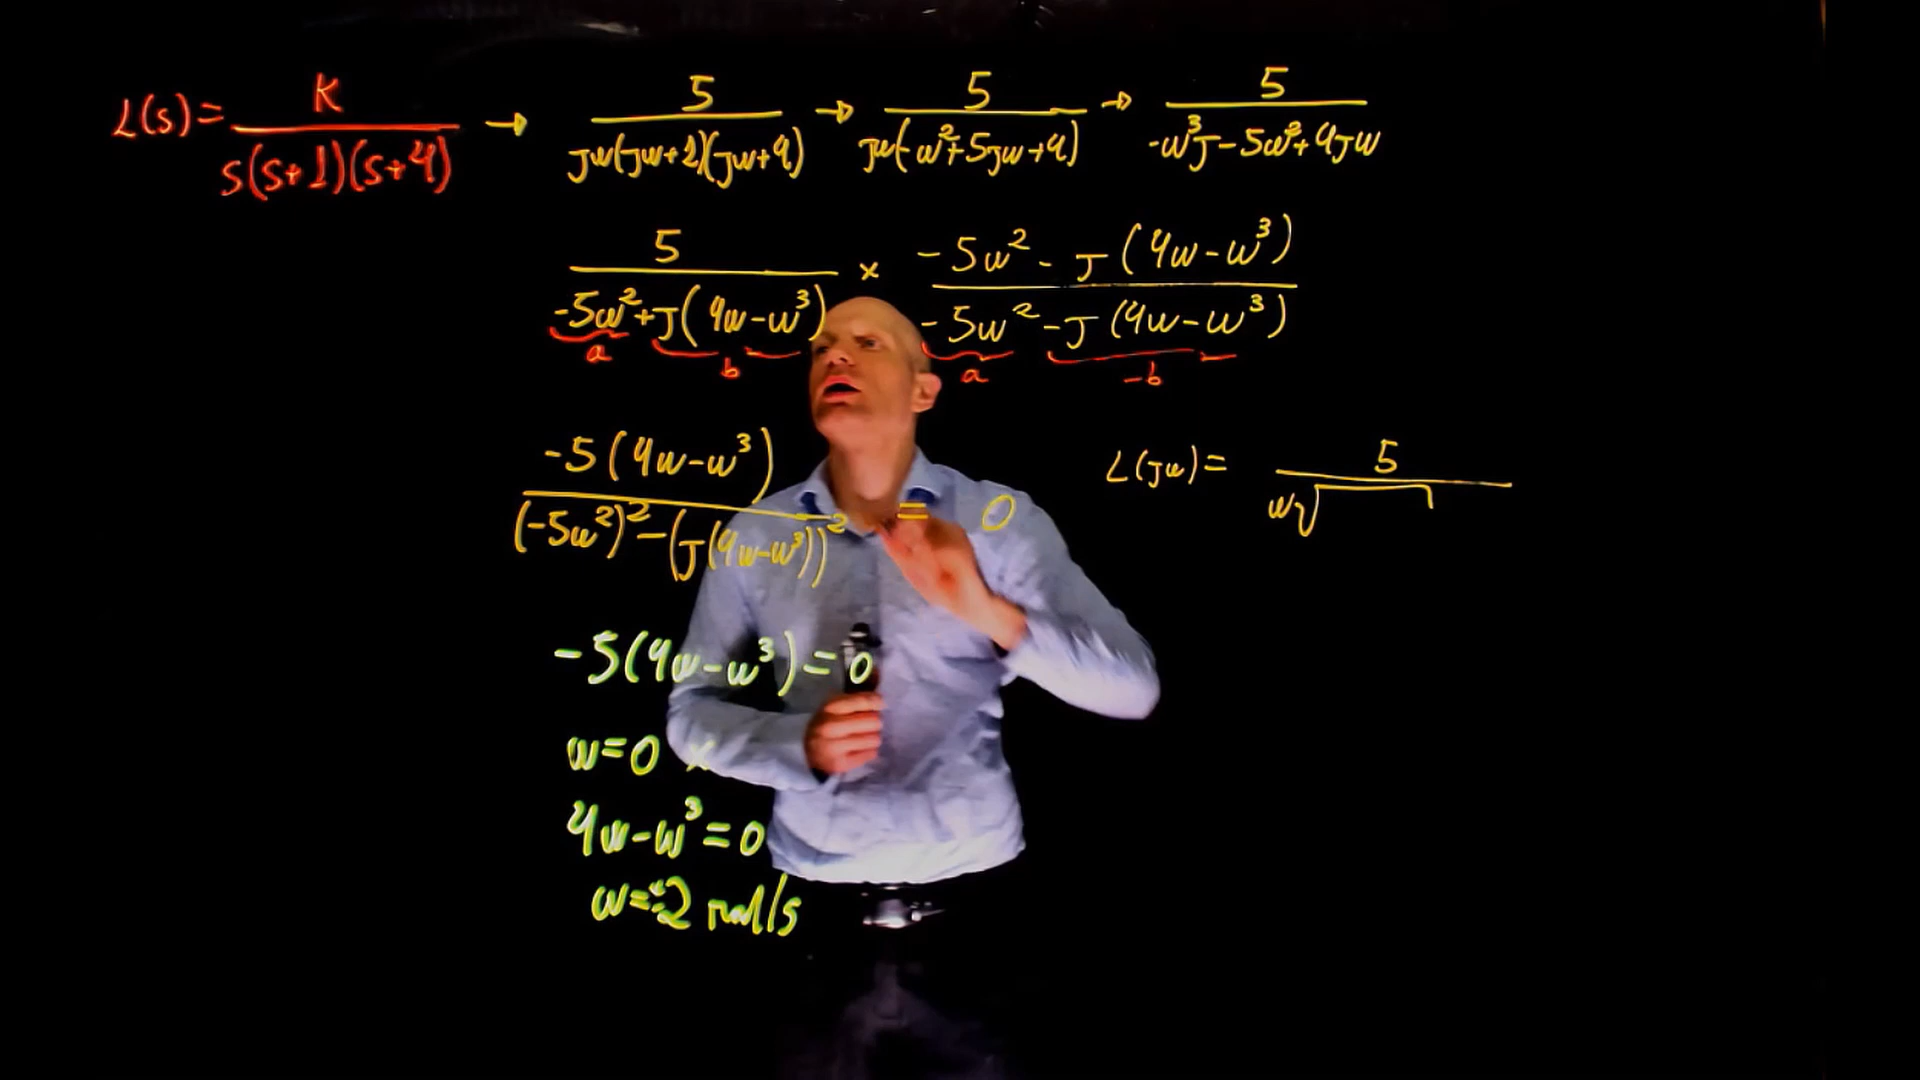 L(s) = K / s(s+1)(s+4) → 5 / jw(jw+1)(jw+4) → 5 / jw(-w²+5jw+4) → 5 / -w³j-5w²+4jw
5 / -5w²+j(4w-w³) × -5w²-j(4w-w³) / -5w²-j(4w-w³)
a b a -b
-5(4w-w³) / (-5w²)²-(j(4w-w³))² = 0
L(jw) = 5 / w√
-5(4w-w³)=0
w=0 ×
4w-w³=0
w=±2 rad/s